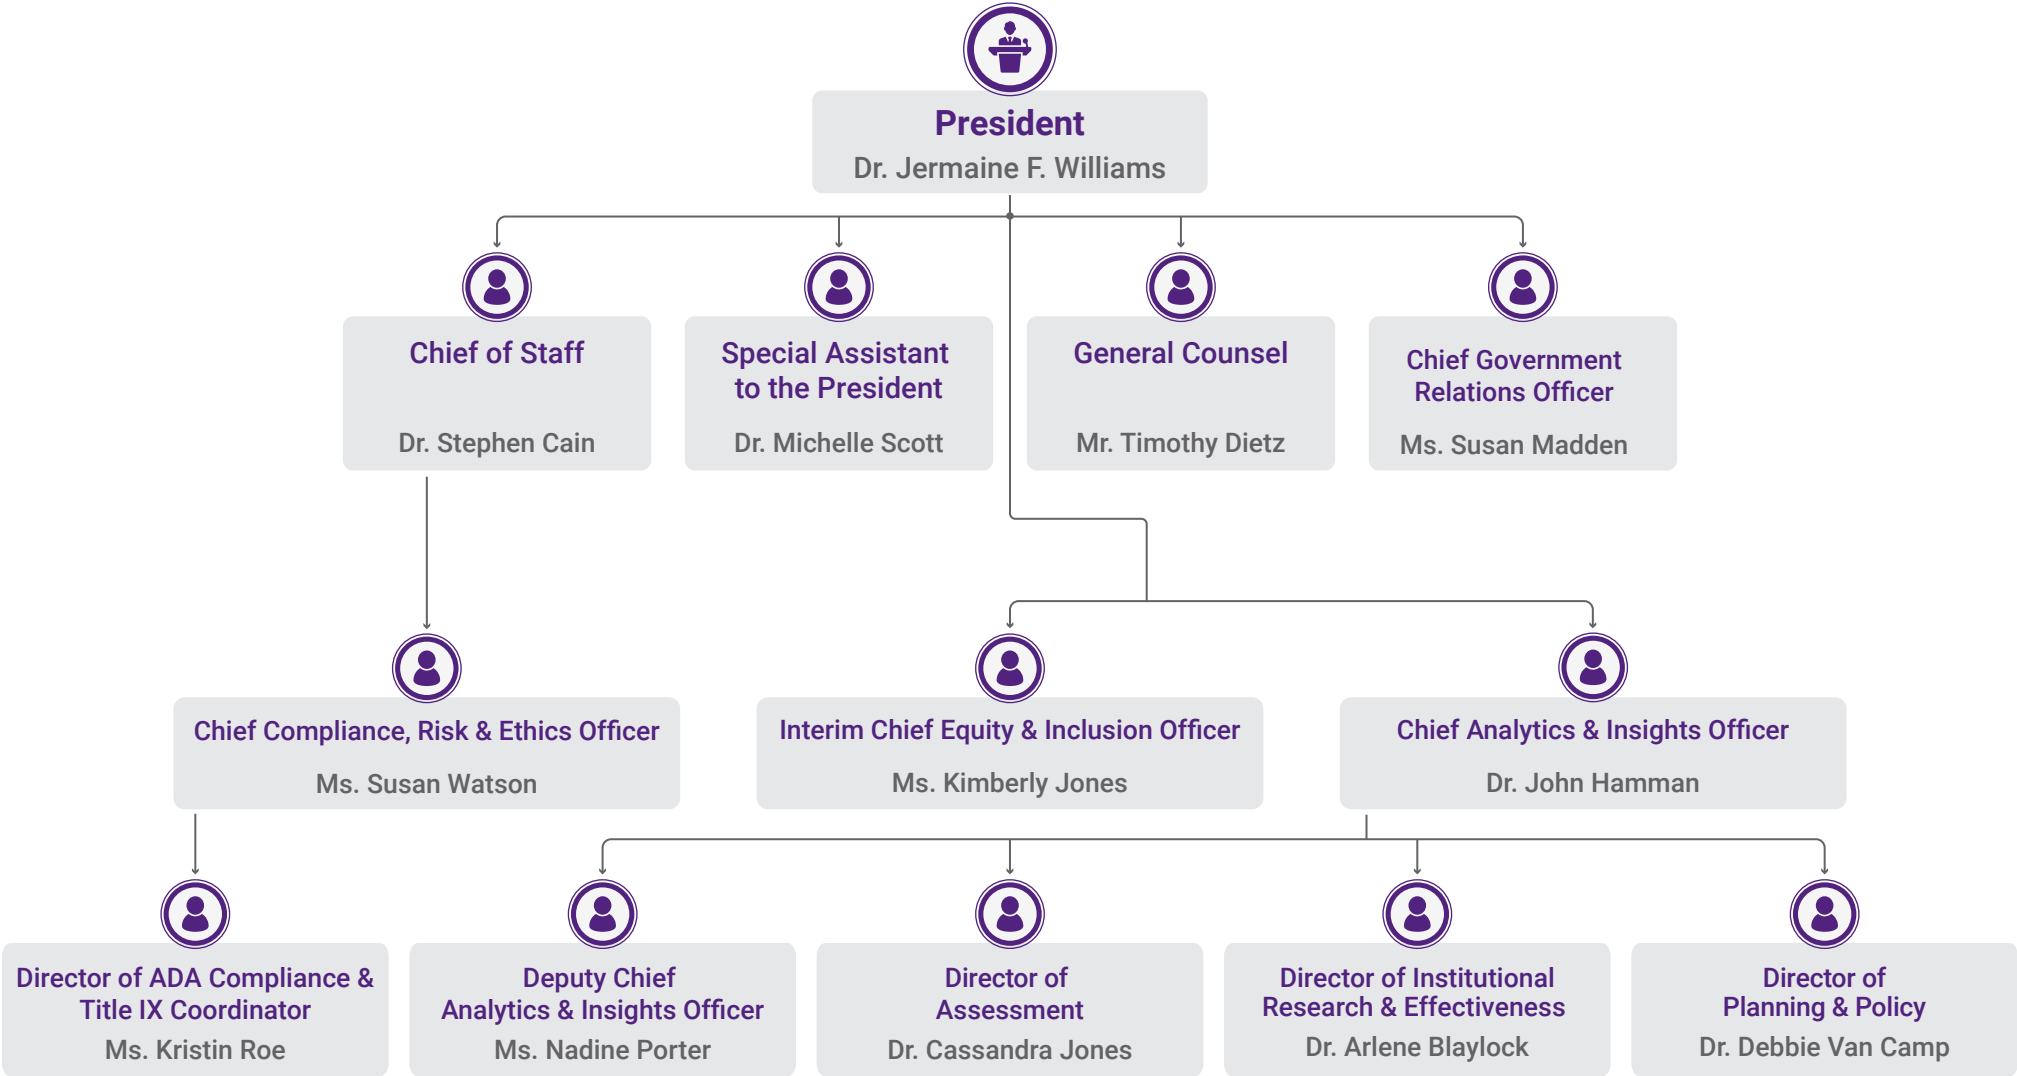 President
Dr. Jermaine F. Williams
Chief of Staff
Dr. Stephen Cain
Special Assistant
to the President
Dr. Michelle Scott
General Counsel
Mr. Timothy Dietz
Chief Government
Relations Officer
Ms. Susan Madden
Chief Compliance, Risk & Ethics Officer
Ms. Susan Watson
Interim Chief Equity & Inclusion Officer
Ms. Kimberly Jones
Chief Analytics & Insights Officer
Dr. John Hamman
Director of ADA Compliance &
Title IX Coordinator
Ms. Kristin Roe
Deputy Chief
Analytics & Insights Officer
Ms. Nadine Porter
Director of
Assessment
Dr. Cassandra Jones
Director of Institutional
Research & Effectiveness
Dr. Arlene Blaylock
Director of
Planning & Policy
Dr. Debbie Van Camp